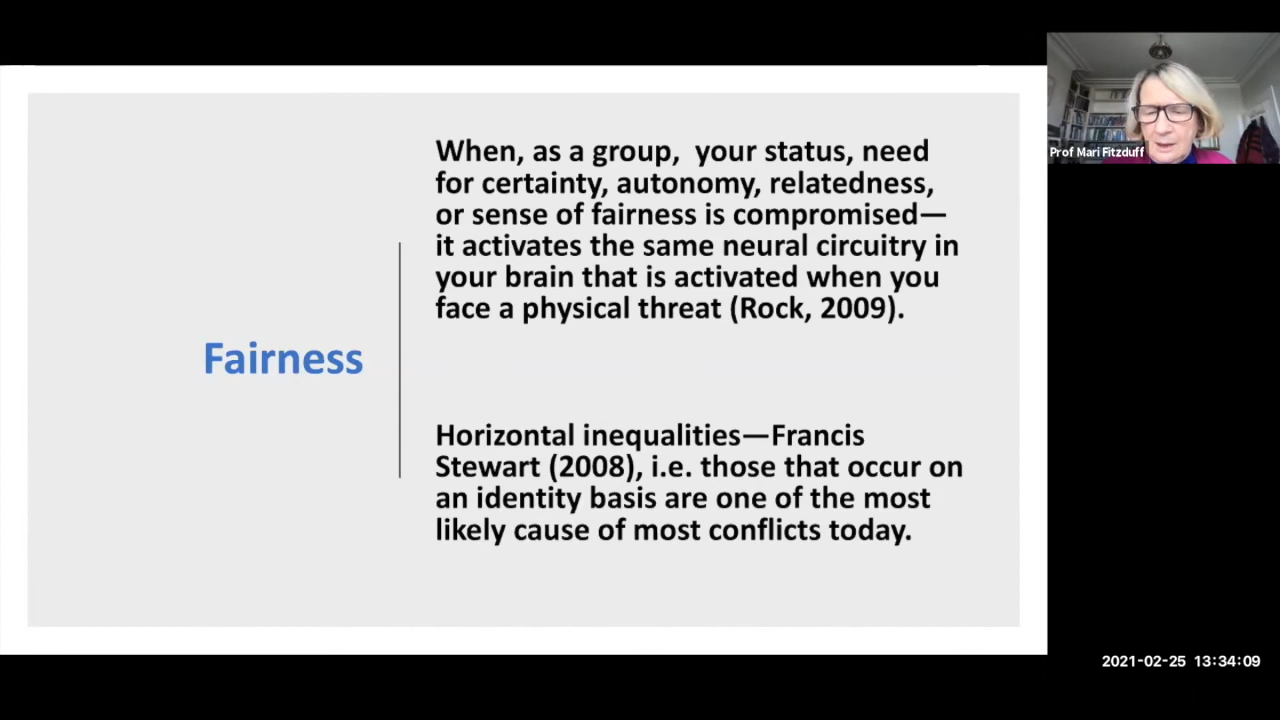 Fairness
When, as a group,  your status, need
for certainty, autonomy, relatedness,
or sense of fairness is compromised—
it activates the same neural circuitry in
your brain that is activated when you
face a physical threat (Rock, 2009).
Horizontal inequalities—Francis
Stewart (2008), i.e. those that occur on
an identity basis are one of the most
likely cause of most conflicts today.
Prof Mari Fitzduff
2021-02-25 13:34:09